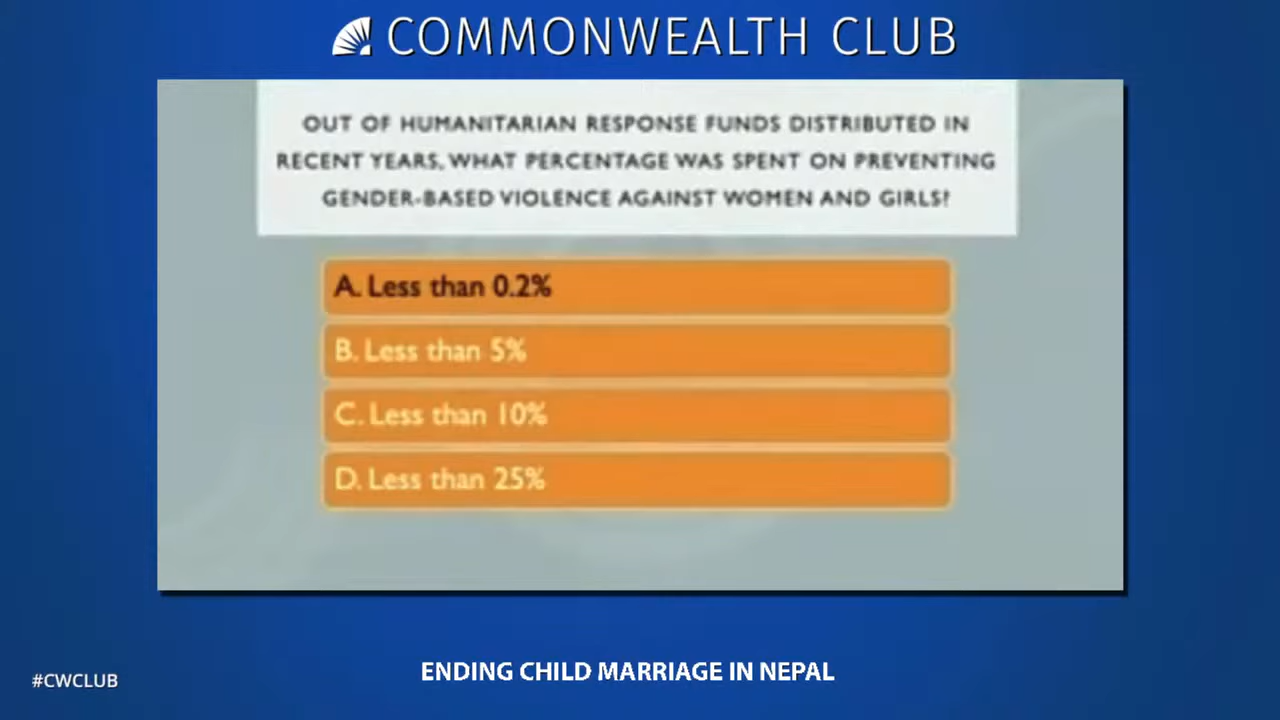 COMMONWEALTH CLUB
OUT OF HUMANITARIAN RESPONSE FUNDS DISTRIBUTED IN
RECENT YEARS, WHAT PERCENTAGE WAS SPENT ON PREVENTING
GENDER-BASED VIOLENCE AGAINST WOMEN AND GIRLS?
A. Less than 0.2%
B. Less than 5%
C. Less than 10%
D. Less than 25%
ENDING CHILD MARRIAGE IN NEPAL
#CWCLUB